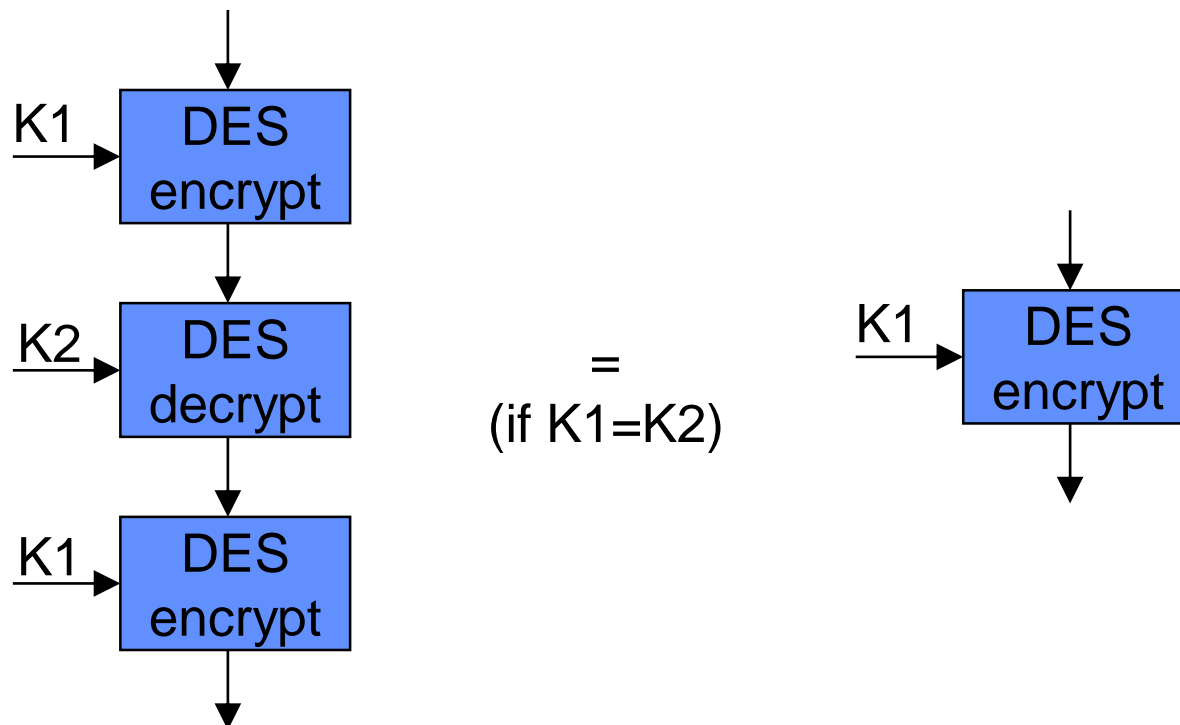 K1
DES
encrypt
K2
DES
decrypt
K1
DES
encrypt
=
(if K1=K2)
K1
DES
encrypt